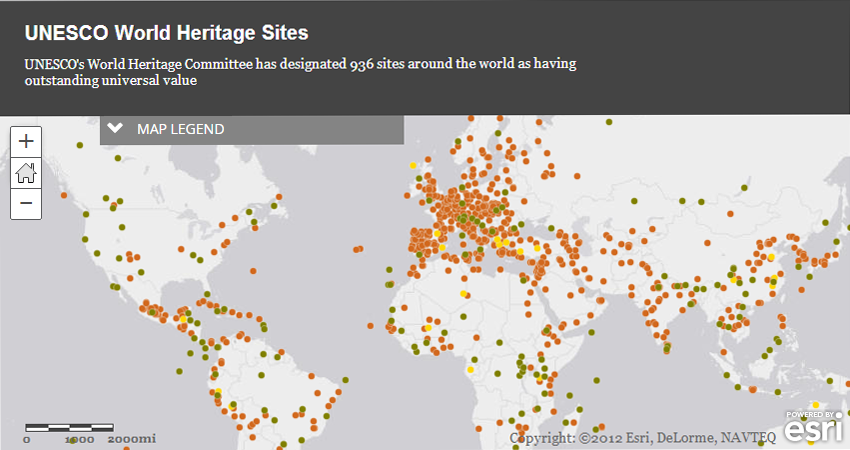 UNESCO World Heritage Sites
UNESCO's World Heritage Committee has designated 936 sites around the world as having
outstanding universal value
+
MAP LEGEND
−
0 1000 2000mi
POWERED BY
esri
Copyright: ©2012 Esri, DeLorme, NAVTEQ